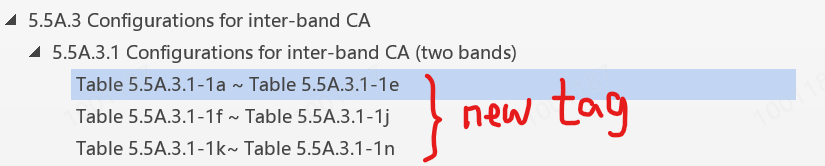 5.5A.3 Configurations for inter-band CA
5.5A.3.1 Configurations for inter-band CA (two bands)
Table 5.5A.3.1-1a ~ Table 5.5A.3.1-1e
Table 5.5A.3.1-1f ~ Table 5.5A.3.1-1j
Table 5.5A.3.1-1k~ Table 5.5A.3.1-1n
new tag